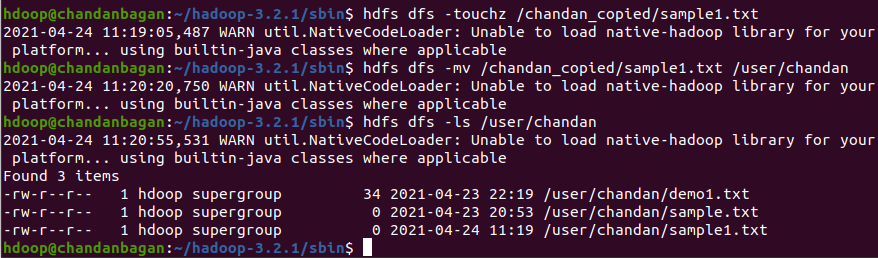 hdoop@chandanbagan:~/hadoop-3.2.1/sbin$ hdfs dfs -touchz /chandan_copied/sample1.txt
2021-04-24 11:19:05,487 WARN util.NativeCodeLoader: Unable to load native-hadoop library for your
 platform... using builtin-java classes where applicable
hdoop@chandanbagan:~/hadoop-3.2.1/sbin$ hdfs dfs -mv /chandan_copied/sample1.txt /user/chandan
2021-04-24 11:20:20,750 WARN util.NativeCodeLoader: Unable to load native-hadoop library for your
 platform... using builtin-java classes where applicable
hdoop@chandanbagan:~/hadoop-3.2.1/sbin$ hdfs dfs -ls /user/chandan
2021-04-24 11:20:55,531 WARN util.NativeCodeLoader: Unable to load native-hadoop library for your
 platform... using builtin-java classes where applicable
Found 3 items
-rw-r--r--   1 hdoop supergroup         34 2021-04-23 22:19 /user/chandan/demo1.txt
-rw-r--r--   1 hdoop supergroup          0 2021-04-23 20:53 /user/chandan/sample.txt
-rw-r--r--   1 hdoop supergroup          0 2021-04-24 11:19 /user/chandan/sample1.txt
hdoop@chandanbagan:~/hadoop-3.2.1/sbin$